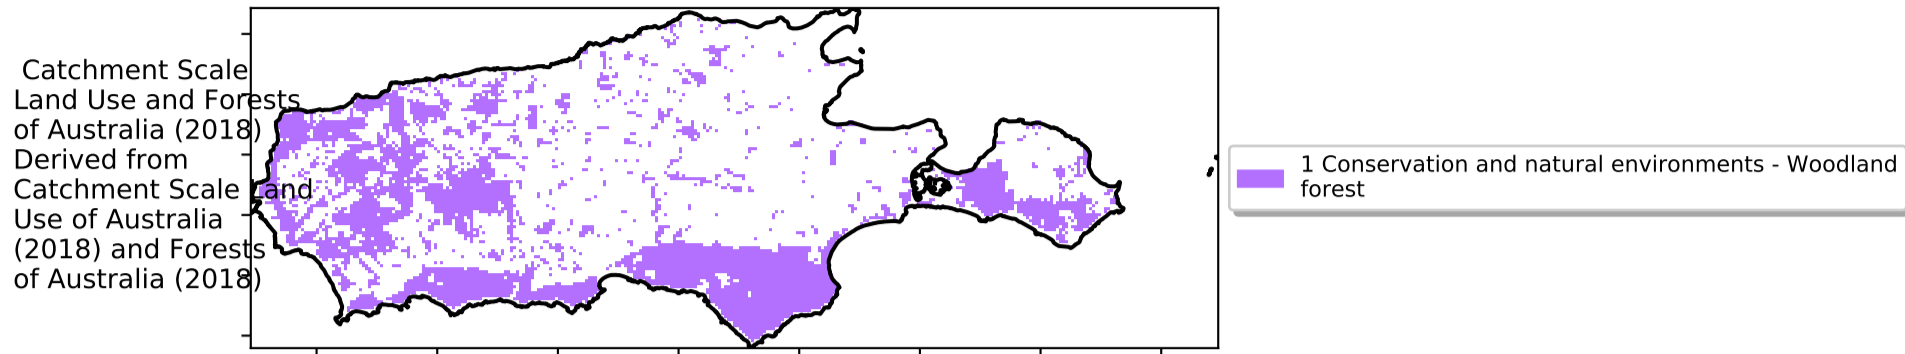 Catchment Scale
Land Use and Forests
of Australia (2018)
Derived from
Catchment Scale Land
Use of Australia
(2018) and Forests
of Australia (2018)
1 Conservation and natural environments - Woodland
forest